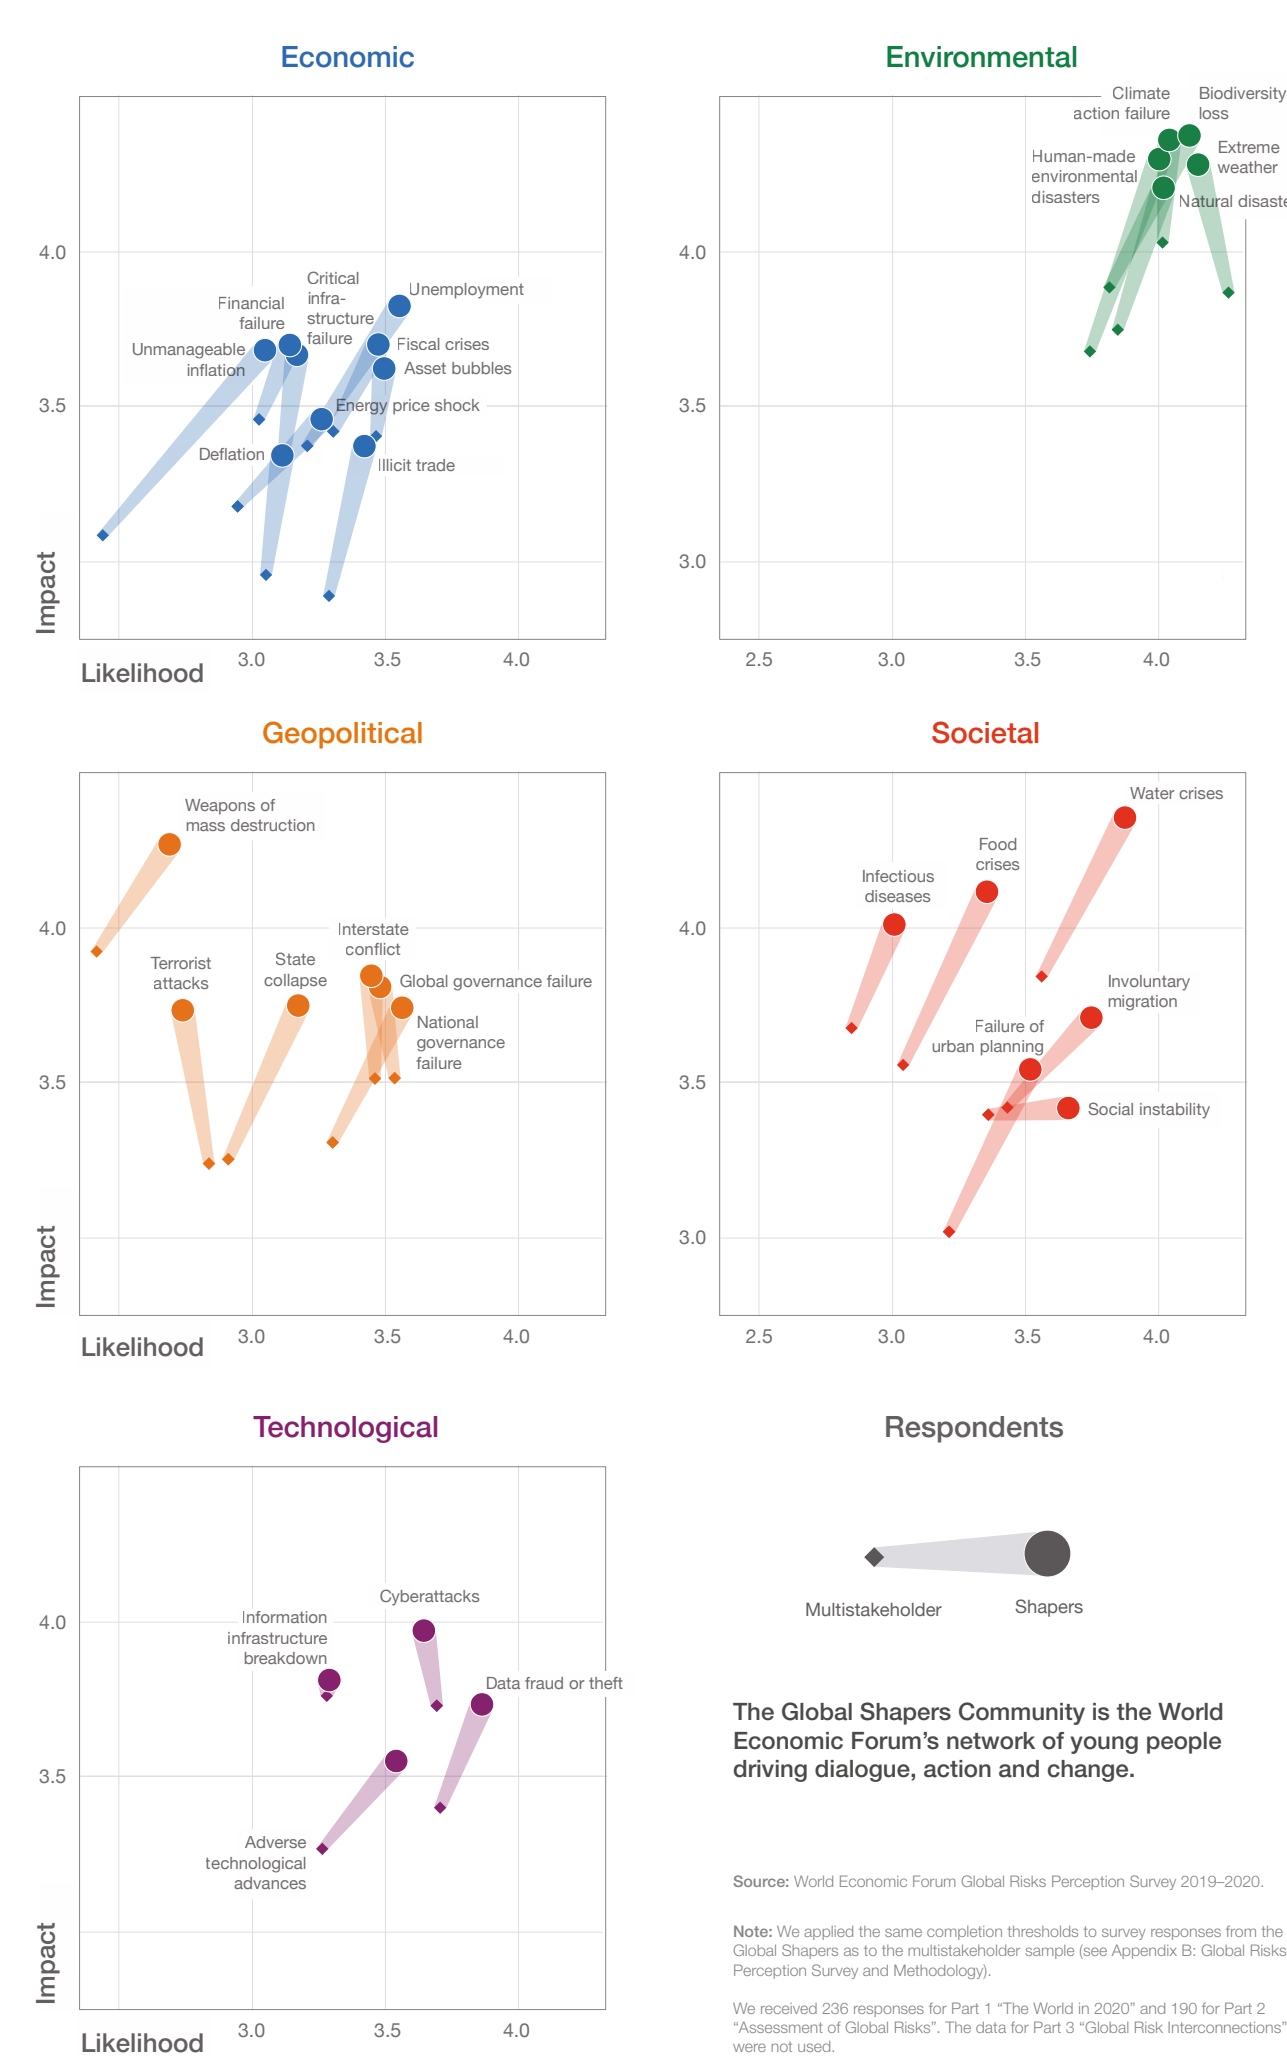 Economic
Critical
infra-
structure
failure
Unemployment
Financial
failure
Unmanageable
inflation
Fiscal crises
Asset bubbles
Energy price shock
Deflation
Illicit trade
4.0
3.5
Impact
Likelihood
3.0
3.5
4.0
Environmental
Climate
action failure
Biodiversity
loss
Human-made
environmental
disasters
Extreme
weather
Natural disaste
4.0
3.5
3.0
2.5
3.0
3.5
4.0
Geopolitical
Weapons of
mass destruction
Interstate
conflict
Terrorist
attacks
State
collapse
Global governance failure
National
governance
failure
4.0
3.5
Impact
Likelihood
3.0
3.5
4.0
Societal
Water crises
Food
crises
Infectious
diseases
Involuntary
migration
Failure of
urban planning
Social instability
4.0
3.5
3.0
2.5
3.0
3.5
4.0
Technological
Cyberattacks
Information
infrastructure
breakdown
Data fraud or theft
Adverse
technological
advances
4.0
3.5
Impact
Likelihood
3.0
3.5
4.0
Respondents
Multistakeholder
Shapers
The Global Shapers Community is the World
Economic Forum’s network of young people
driving dialogue, action and change.
Source: World Economic Forum Global Risks Perception Survey 2019–2020.
Note: We applied the same completion thresholds to survey responses from the
Global Shapers as to the multistakeholder sample (see Appendix B: Global Risks
Perception Survey and Methodology).
We received 236 responses for Part 1 “The World in 2020” and 190 for Part 2
“Assessment of Global Risks”. The data for Part 3 “Global Risk Interconnections”
were not used.